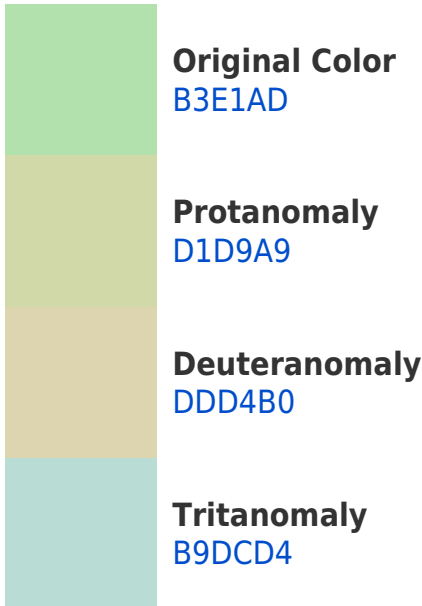 Original Color
B3E1AD
Protanomaly
D1D9A9
Deuteranomaly
DDD4B0
Tritanomaly
B9DCD4